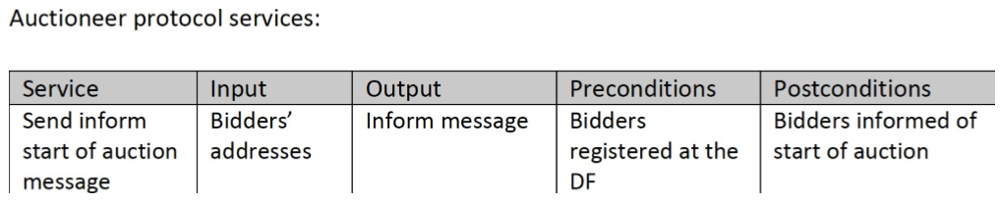 Auctioneer protocol services:
Service Input Output Preconditions Postconditions
Send inform Bidders’ Inform message Bidders Bidders informed of
start of auction addresses registered at the start of auction
message DF